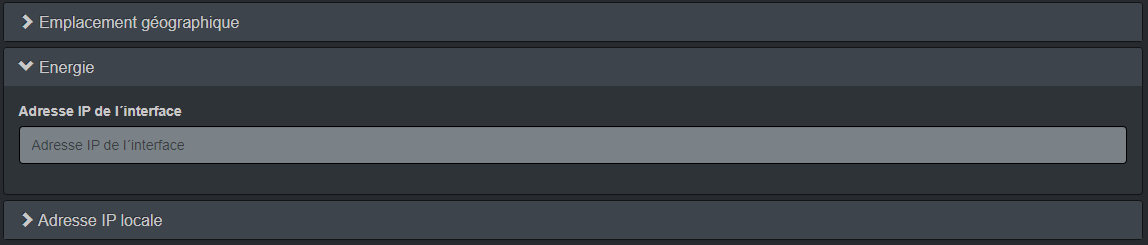 Emplacement géographique
Energie
Adresse IP de l´interface
Adresse IP de l´interface
Adresse IP locale